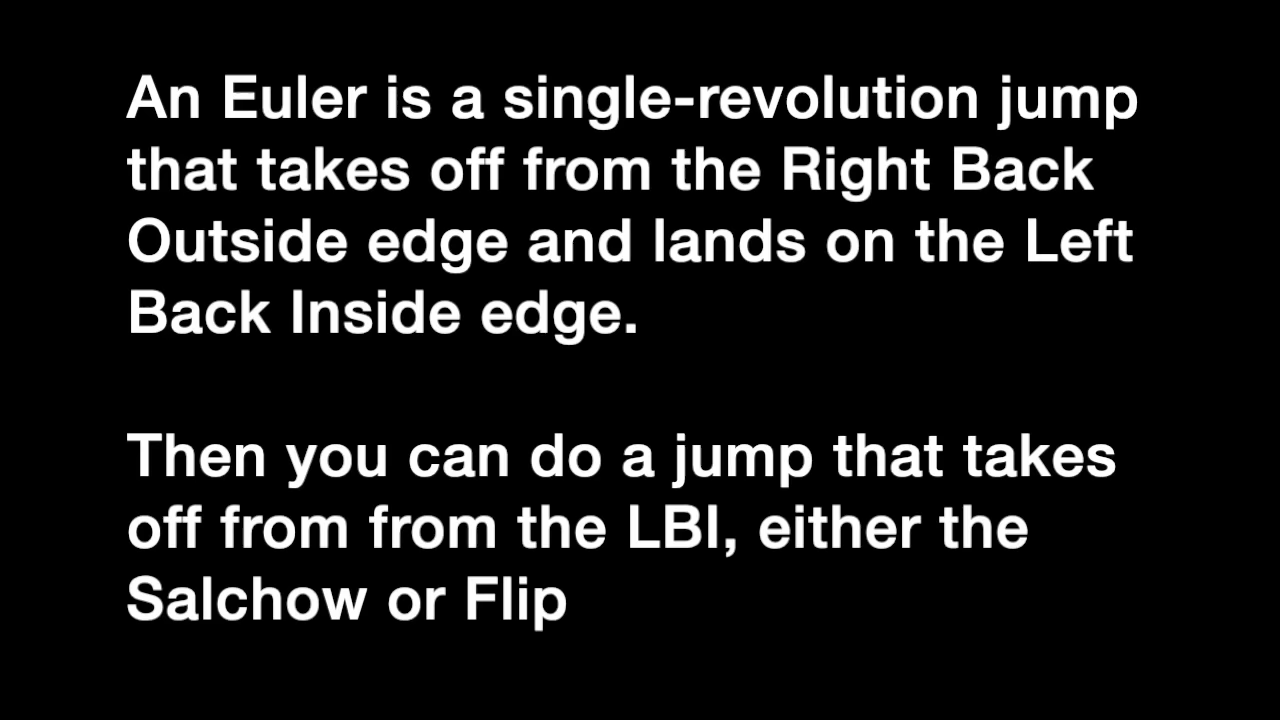 An Euler is a single-revolution jump
that takes off from the Right Back
Outside edge and lands on the Left
Back Inside edge.
Then you can do a jump that takes
off from from the LBI, either the
Salchow or Flip